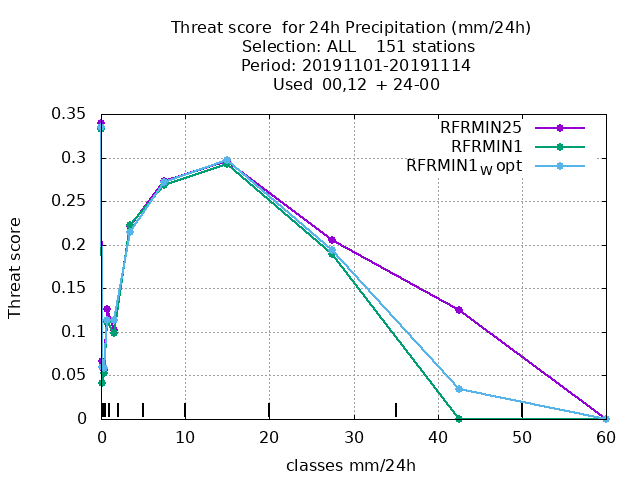 Threat score  for 24h Precipitation (mm/24h)
Selection: ALL    151 stations
Period: 20191101-20191114
Used  00,12  + 24-00
RFRMIN25
RFRMIN1
RFRMIN1W opt
0.35
0.3
0.25
0.2
0.15
0.1
0.05
0
Threat score
0 10 20 30 40 50 60
classes mm/24h